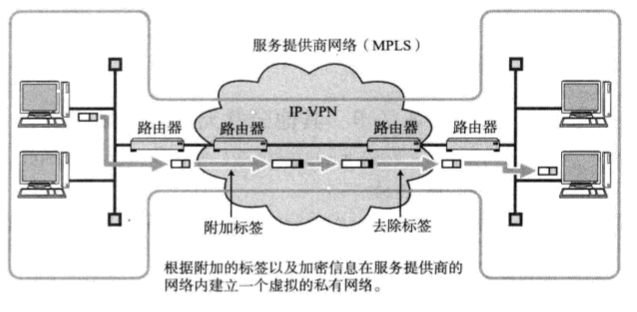 服务提供商网络（MPLS）
IP-VPN
路由器 路由器 路由器 路由器
附加标签 去除标签
根据附加的标签以及加密信息在服务提供商的
网络内建立一个虚拟的私有网络。